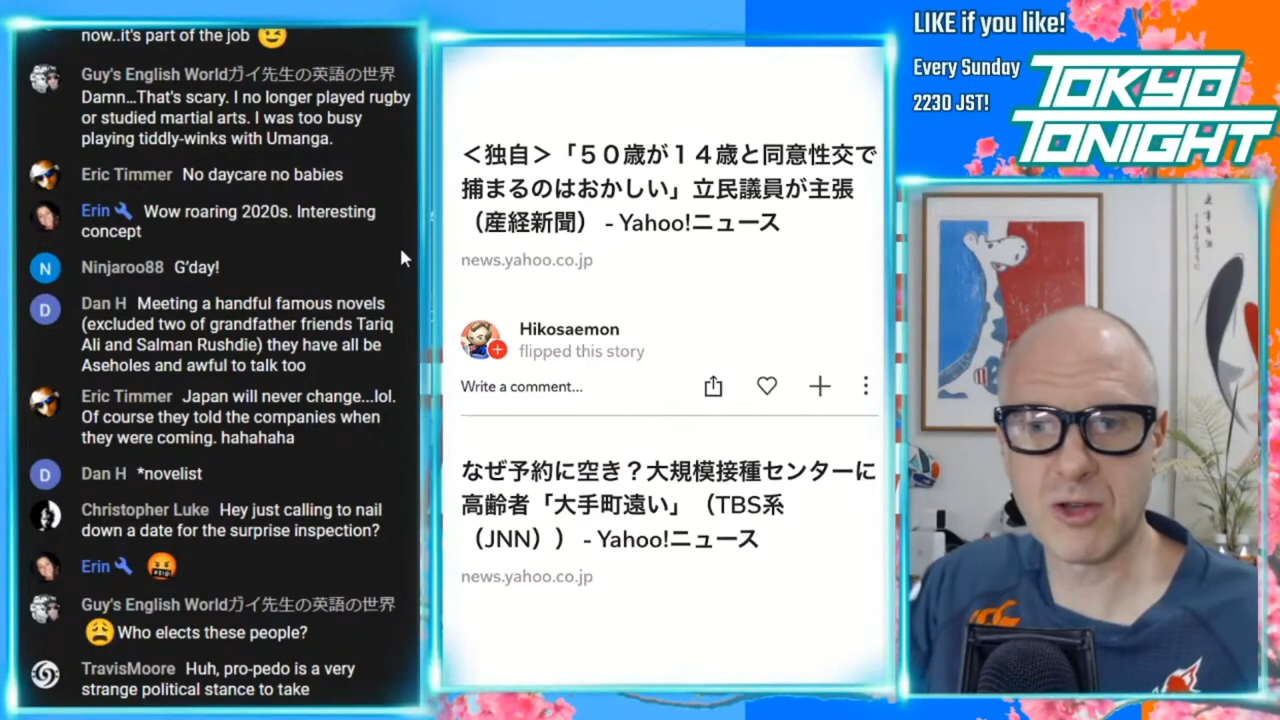 now..it's part of the job 😉
Guy's English Worldガイ先生の英語の世界
Damn...That's scary. I no longer played rugby
or studied martial arts. I was too busy
playing tiddly-winks with Umanga.
Eric Timmer No daycare no babies
Erin Wow roaring 2020s. Interesting
concept
N
Ninjaroo88 G'day!
D
Dan H Meeting a handful famous novels
(excluded two of grandfather friends Tariq
Ali and Salman Rushdie) they have all be
Aseholes and awful to talk too
Eric Timmer Japan will never change...lol.
Of course they told the companies when
they were coming. hahahaha
D
Dan H *novelist
Christopher Luke Hey just calling to nail
down a date for the surprise inspection?
Erin 🤬
Guy's English Worldガイ先生の英語の世界
😩Who elects these people?
TravisMoore Huh, pro-pedo is a very
strange political stance to take
＜独自＞「５０歳が１４歳と同意性交で
捕まるのはおかしい」立民議員が主張
（産経新聞） - Yahoo!ニュース
news.yahoo.co.jp
Hikosaemon
flipped this story
Write a comment...
なぜ予約に空き？大規模接種センターに
高齢者「大手町遠い」（TBS系
（JNN）） - Yahoo!ニュース
news.yahoo.co.jp
LIKE if you like!
Every Sunday
2230 JST!
TOKYO
TONIGHT